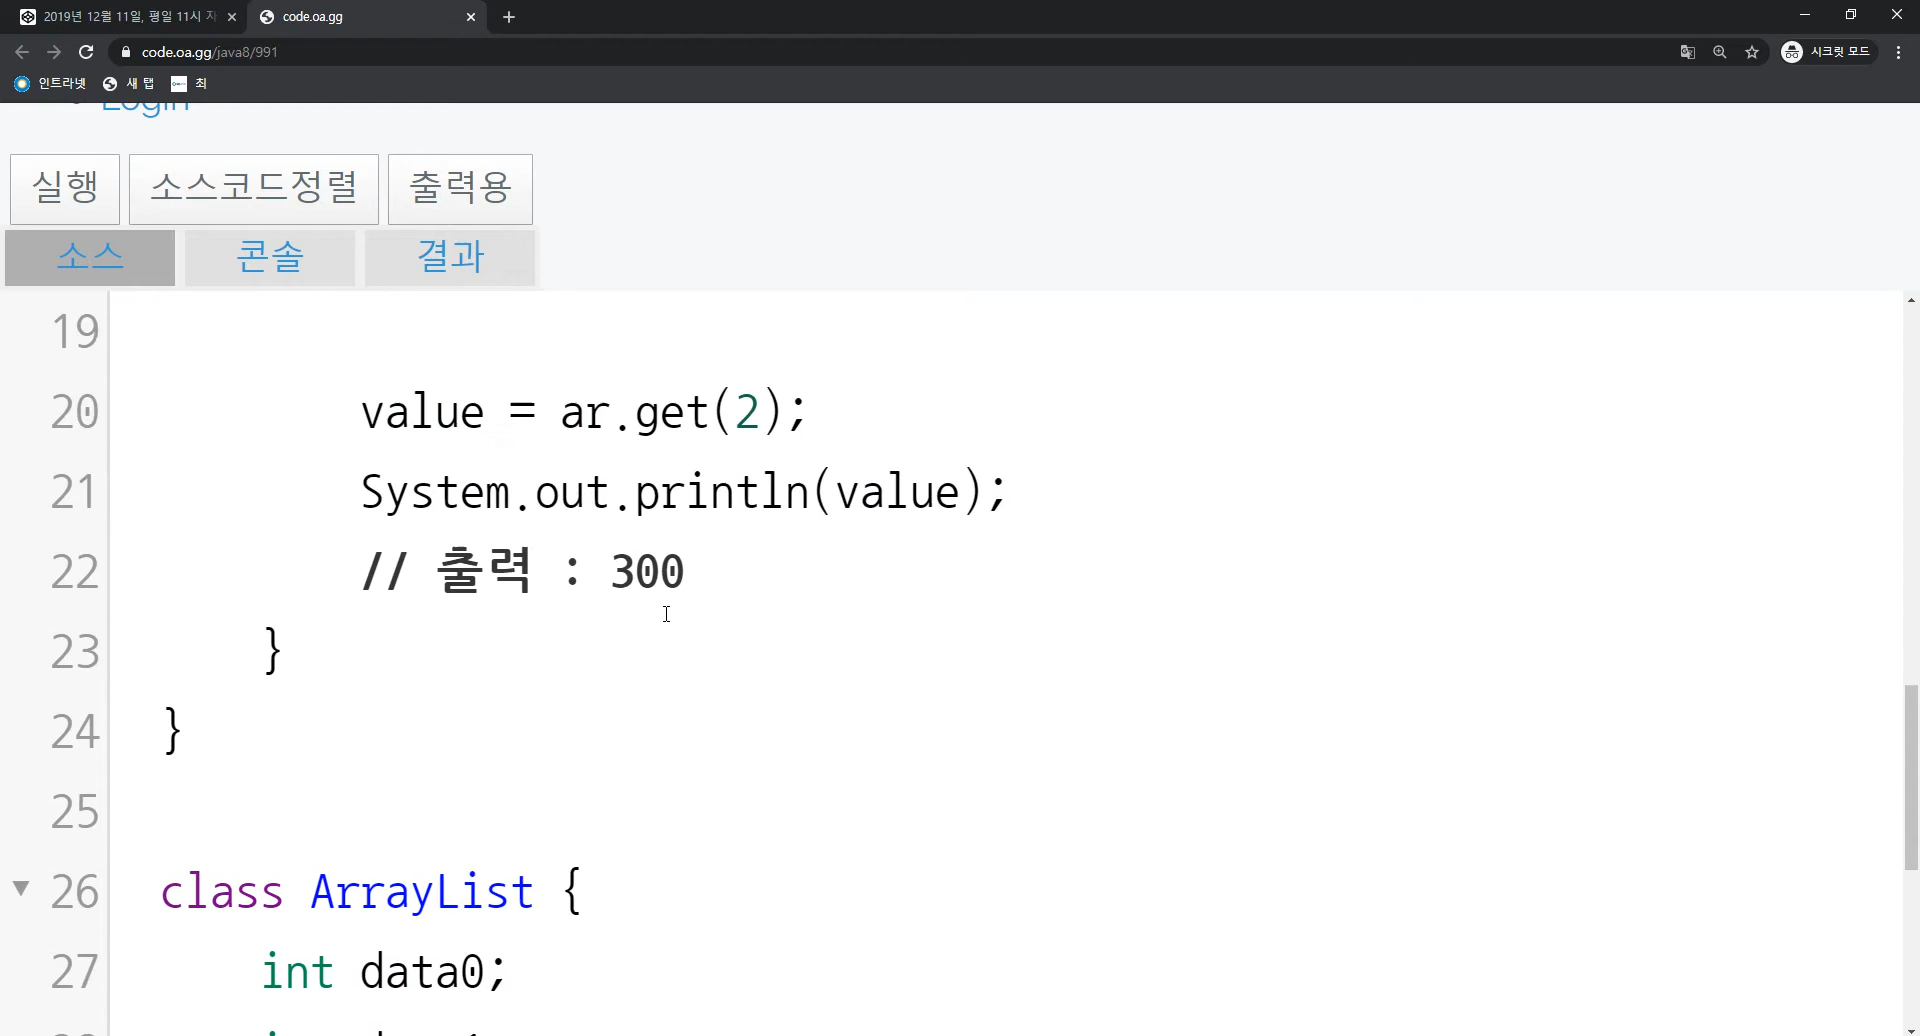 2019년 12월 11일, 평일 11시
code.oa.gg
code.oa.gg/java8/991
시크릿 모드
인트라넷
새 탭
최
Login
실행
소스코드정렬
출력용
소스
콘솔
결과
19
20 value = ar.get(2);
21 System.out.println(value);
22 // 출력 : 300
23 }
24 }
25
26 class ArrayList {
27 int data0;